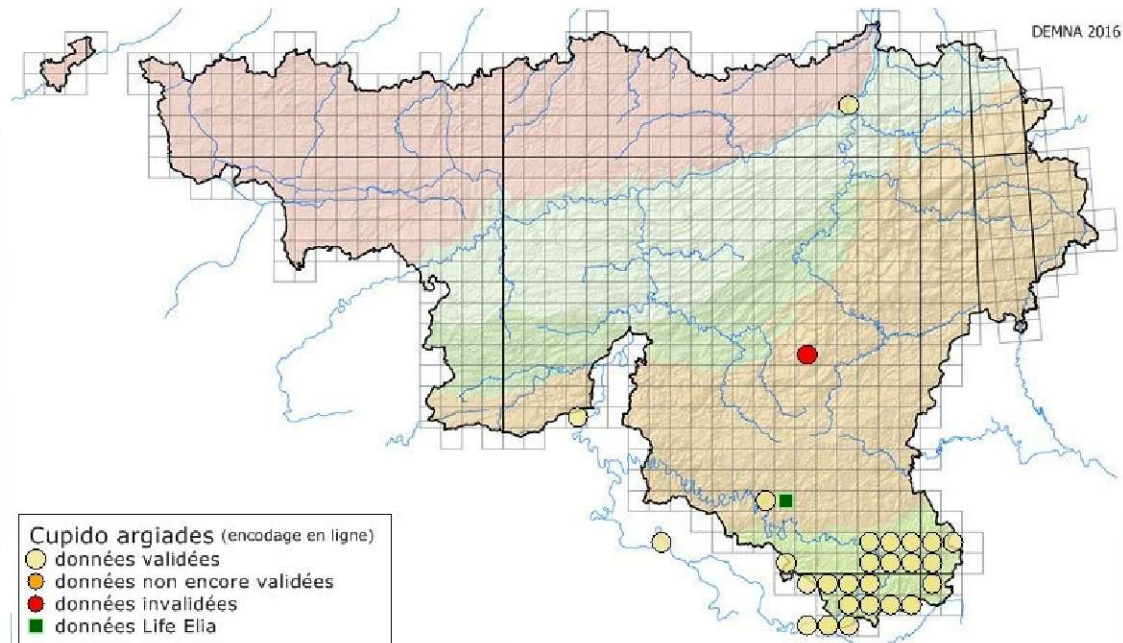 DEMNA 2016
Cupido argiades (encodage en ligne)
données validées
données non encore validées
données invalidées
données Life Elia